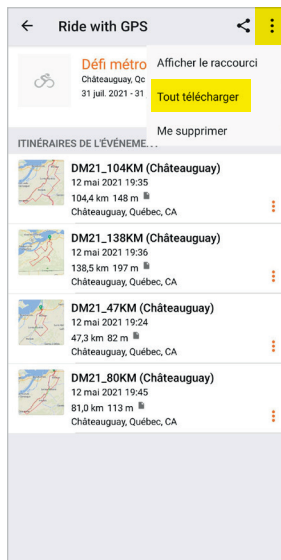 Ride with GPS
Défi métro
Châteauguay, Qc
31 juil. 2021 - 31
Afficher le raccourci
Tout télécharger
Me supprimer
ITINÉRAIRES DE L'ÉVÉNEME
DM21_104KM (Châteauguay)
12 mai 2021 19:35
104,4 km 148 m
Châteauguay, Québec, CA
DM21_138KM (Châteauguay)
12 mai 2021 19:36
138,5 km 197 m
Châteauguay, Québec, CA
DM21_47KM (Châteauguay)
12 mai 2021 19:24
47,3 km 82 m
Châteauguay, Québec, CA
DM21_80KM (Châteauguay)
12 mai 2021 19:45
81,0 km 113 m
Châteauguay, Québec, CA